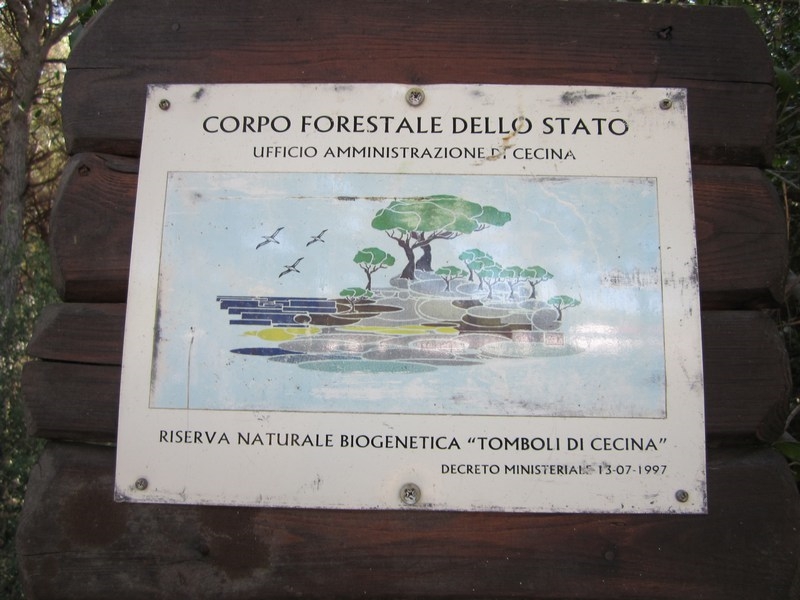 CORPO FORESTALE DELLO STATO
UFFICIO AMMINISTRAZIONE DI CECINA
RISERVA NATURALE BIOGENETICA "TOMBOLI DI CECINA"
DECRETO MINISTERIALE 13-07-1997